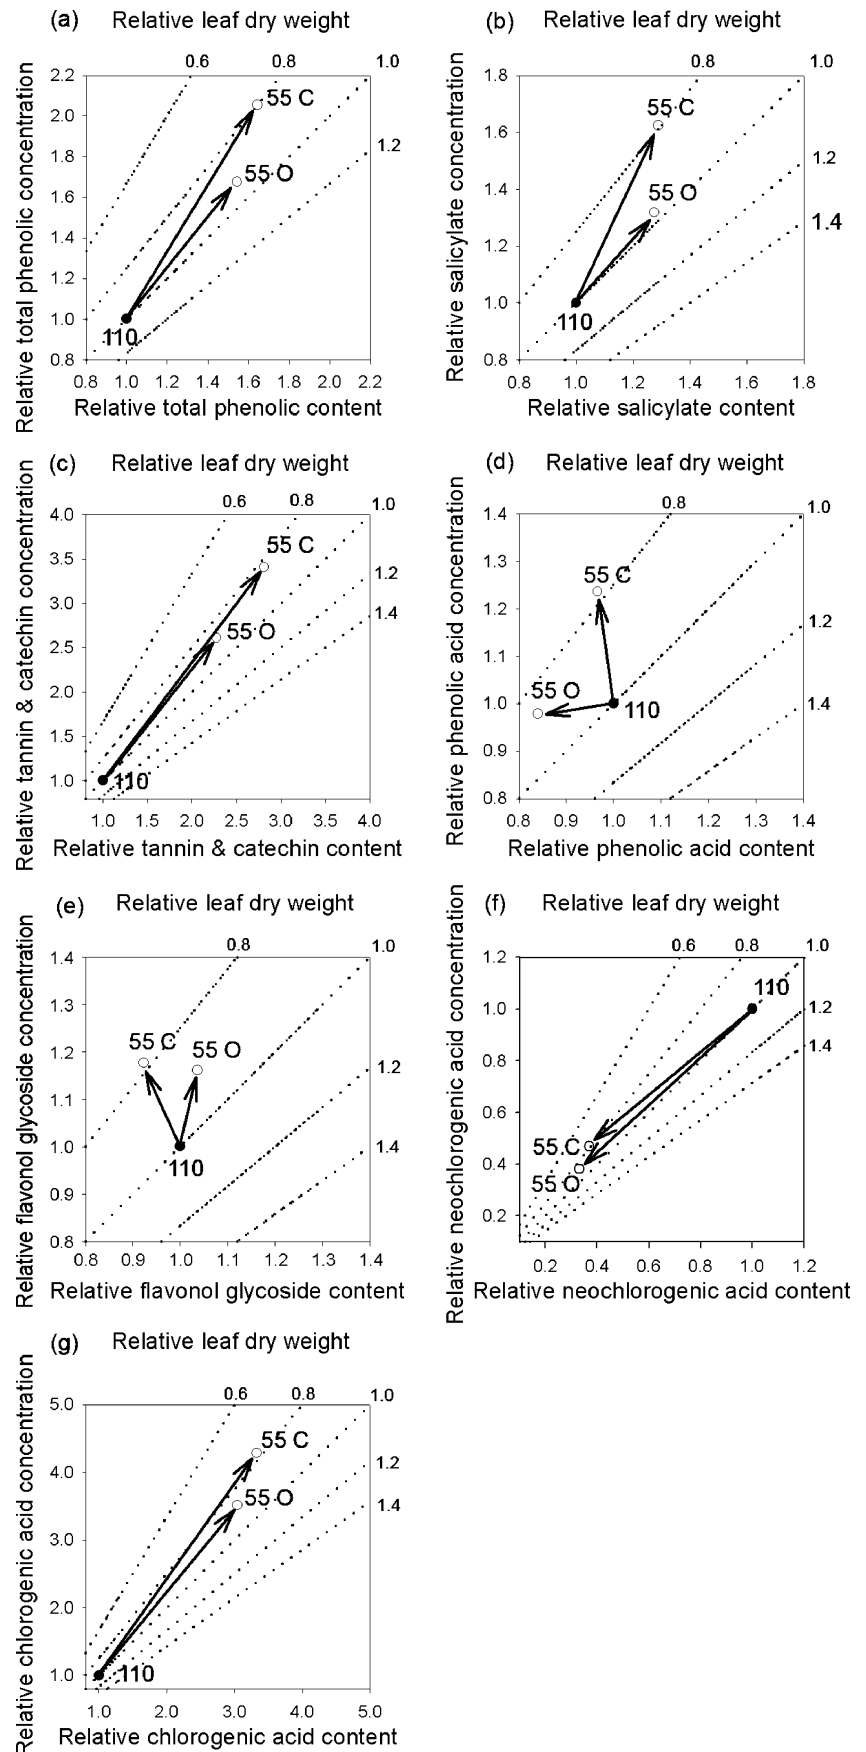 (a) Relative leaf dry weight
0.6 0.8 1.0
Relative total phenolic concentration
2.2
2.0
1.8
1.6
1.4
1.2
1.0
0.8
55 C
55 O
110
1.2
0.8 1.0 1.2 1.4 1.6 1.8 2.0 2.2
Relative total phenolic content
(b) Relative leaf dry weight
0.8 1.0
Relative salicylate concentration
1.8
1.6
1.4
1.2
1.0
0.8
55 C
55 O
110
1.2
1.4
0.8 1.0 1.2 1.4 1.6 1.8
Relative salicylate content
(c) Relative leaf dry weight
0.6 0.8 1.0
Relative tannin & catechin concentration
4.0
3.5
3.0
2.5
2.0
1.5
1.0
55 C
55 O
110
1.2
1.4
1.0 1.5 2.0 2.5 3.0 3.5 4.0
Relative tannin & catechin content
(d) Relative leaf dry weight
0.8 1.0
Relative phenolic acid concentration
1.4
1.3
1.2
1.1
1.0
0.9
0.8
55 C
55 O
110
1.2
1.4
0.8 0.9 1.0 1.1 1.2 1.3 1.4
Relative phenolic acid content
(e) Relative leaf dry weight
0.8 1.0
Relative flavonol glycoside concentration
1.4
1.3
1.2
1.1
1.0
0.9
0.8
55 C 55 O
110
1.2
1.4
0.8 0.9 1.0 1.1 1.2 1.3 1.4
Relative flavonol glycoside content
(f) Relative leaf dry weight
0.6 0.8 1.0
Relative neochlorogenic acid concentration
1.2
1.0
0.8
0.6
0.4
0.2
110
55 C
55 O
1.2
1.4
0.2 0.4 0.6 0.8 1.0 1.2
Relative neochlorogenic acid content
(g) Relative leaf dry weight
0.6 0.8 1.0
Relative chlorogenic acid concentration
5.0
4.0
3.0
2.0
1.0
55 C
55 O
110
1.2
1.4
1.0 2.0 3.0 4.0 5.0
Relative chlorogenic acid content